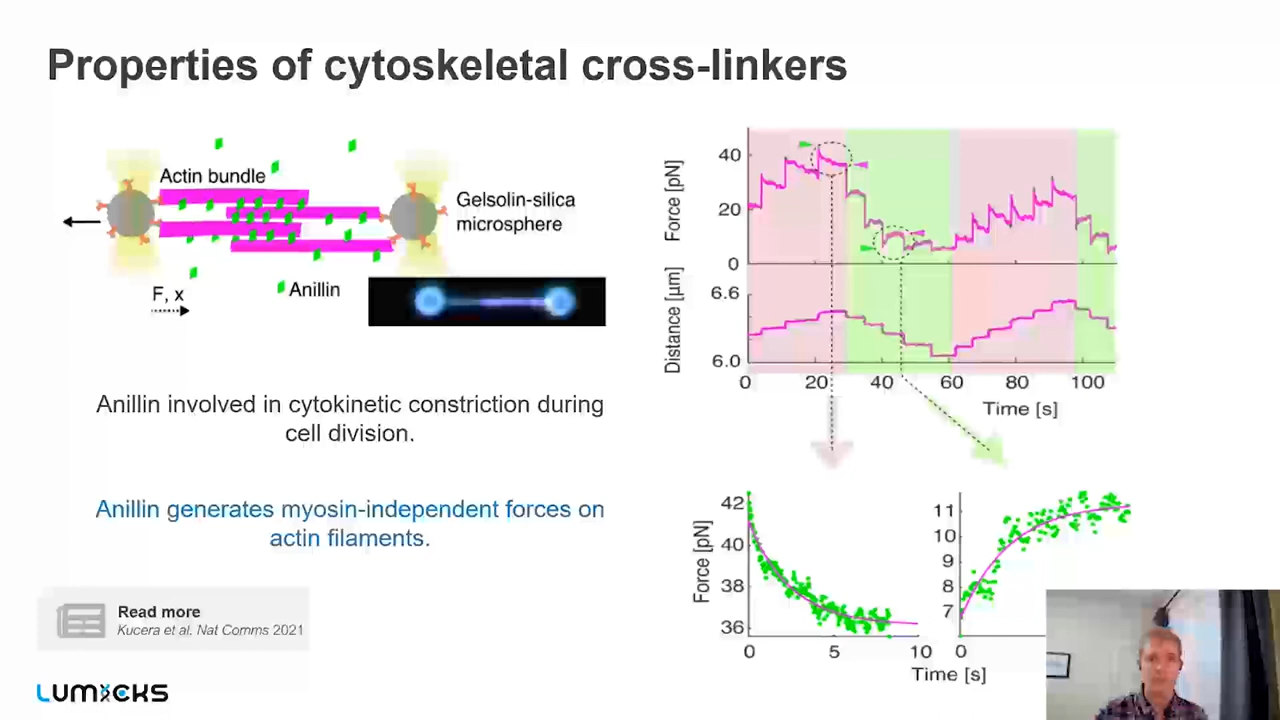 Properties of cytoskeletal cross-linkers
Actin bundle
Gelsolin-silica
microsphere
F, x
Anillin
Anillin involved in cytokinetic constriction during
cell division.
Anillin generates myosin-independent forces on
actin filaments.
Read more
Kucera et al. Nat Comms 2021
LUMICKS
Force [pN]
40
20
0
Distance [µm]
6.6
6.0
0 20 40 60 80 100
Time [s]
Force [pN]
42
40
38
36
0 5 10
11
10
9
8
7
0
Time [s]